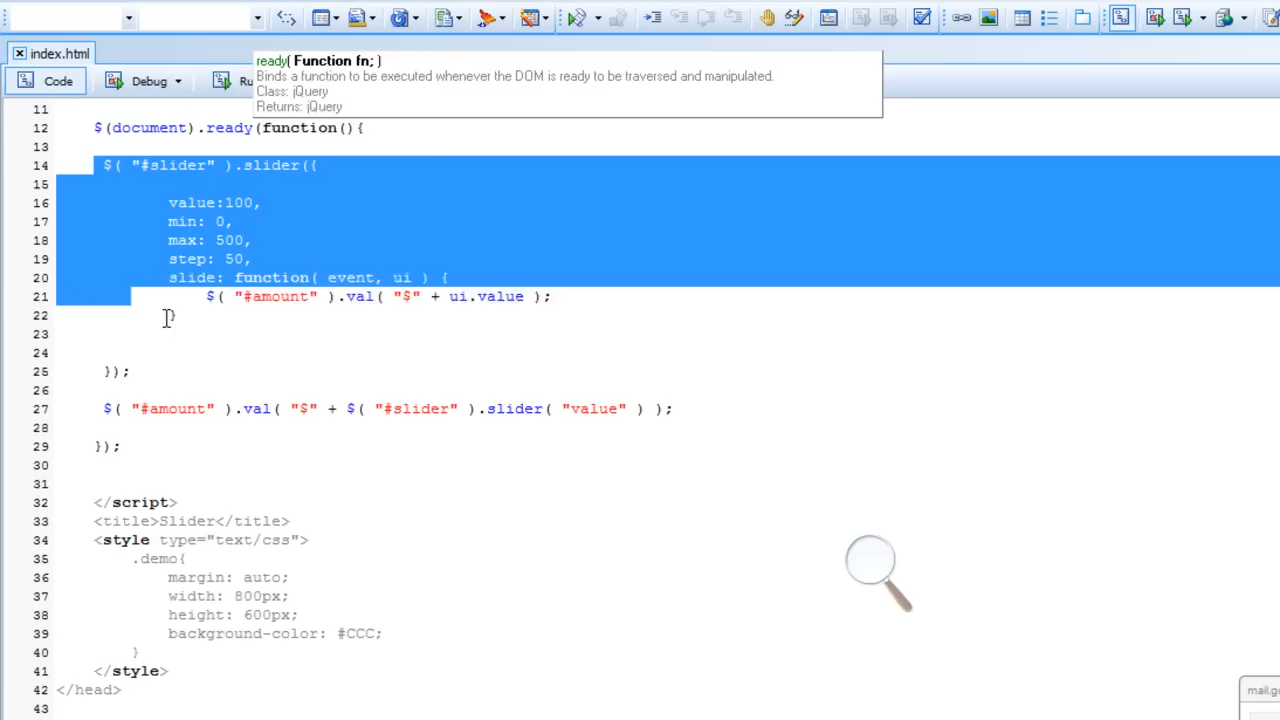 index.html
Code
Debug
Ru
ready( Function fn; )
Binds a function to be executed whenever the DOM is ready to be traversed and manipulated.
Class: jQuery
Returns: jQuery
11
12 $(document).ready(function(){
13
14 $( "#slider" ).slider({
15
16 value:100,
17 min: 0,
18 max: 500,
19 step: 50,
20 slide: function( event, ui ) {
21 $( "#amount" ).val( "$" + ui.value );
22 }
23
24
25 });
26
27 $( "#amount" ).val( "$" + $( "#slider" ).slider( "value" ) );
28
29 });
30
31
32 </script>
33 <title>Slider</title>
34 <style type="text/css">
35 .demo{
36 margin: auto;
37 width: 800px;
38 height: 600px;
39 background-color: #CCC;
40 }
41 </style>
42 </head>
43
mail.go